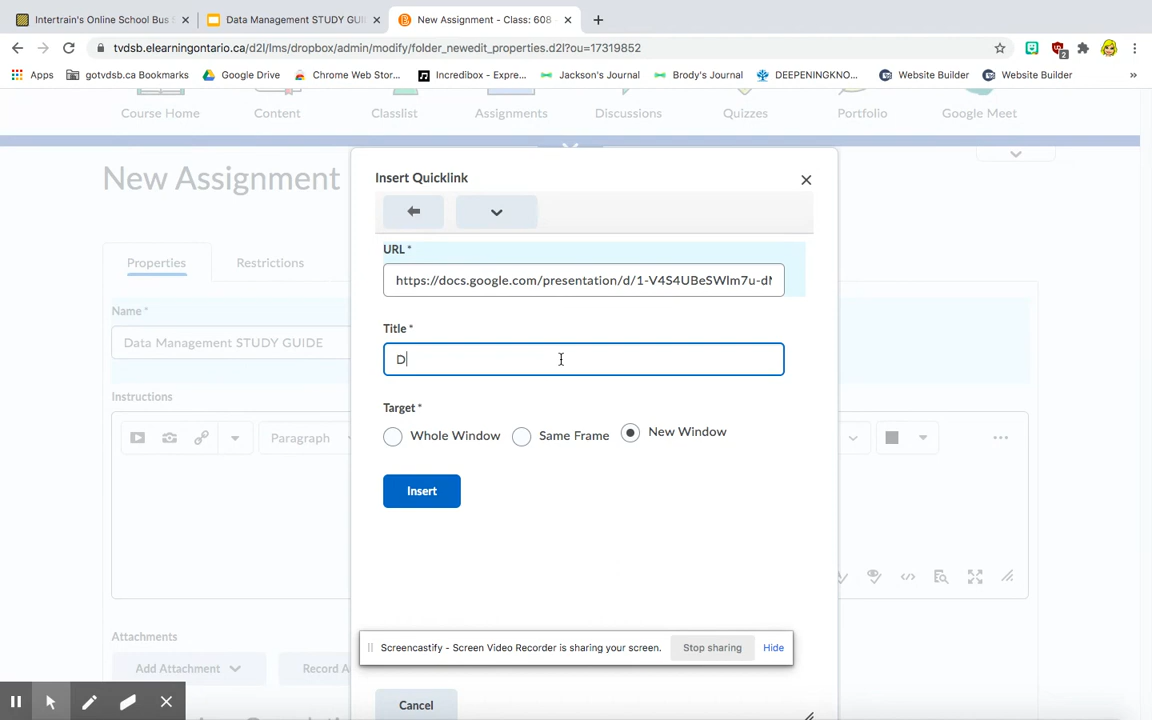 Intertrain's Online School Bus S
Data Management STUDY GUI
New Assignment - Class: 608
tvdsb.elearningontario.ca/d2l/lms/dropbox/admin/modify/folder_newedit_properties.d2l?ou=17319852
2
Apps
gotvdsb.ca Bookmarks
Google Drive
Chrome Web Stor...
Incredibox - Expre...
Jackson's Journal
Brody's Journal
DEEPENINGKNO...
Website Builder
Website Builder
»
Course Home
Content
Classlist
Assignments
Discussions
Quizzes
Portfolio
Google Meet
New Assignment
Insert Quicklink
Properties
Restrictions
URL *
https://docs.google.com/presentation/d/1-V4S4UBeSWIm7u-dN
Name *
Data Management STUDY GUIDE
Title *
D
Instructions
Paragraph
Target *
Whole Window
Same Frame
New Window
Insert
Attachments
Add Attachment
Record A
Screencastify - Screen Video Recorder is sharing your screen.
Stop sharing
Hide
Cancel